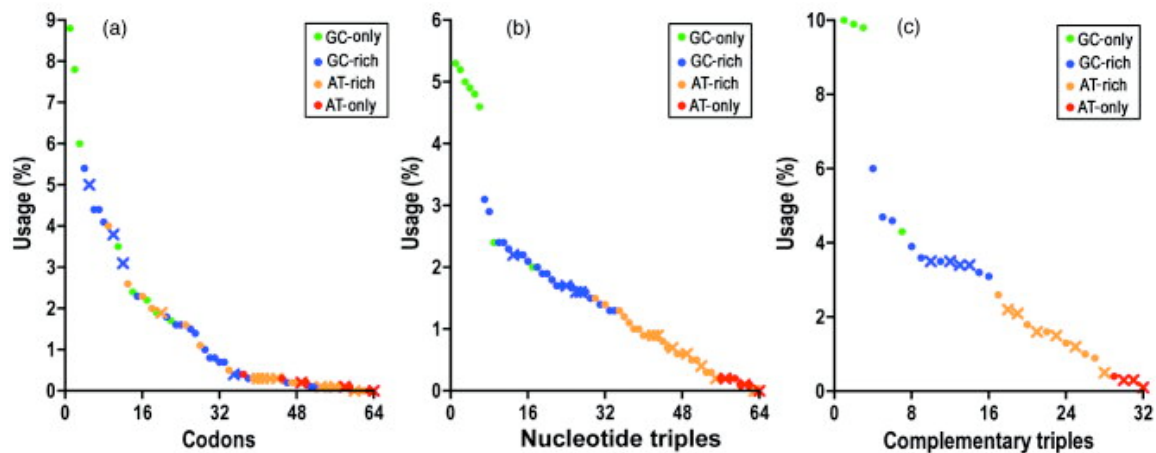 (a)
GC-only
GC-rich
AT-rich
AT-only
9
8
7
6
5
4
3
2
1
0
Usage (%)
0 16 32 48 64
Codons
(b)
GC-only
GC-rich
AT-rich
AT-only
6
5
4
3
2
1
0
Usage (%)
0 16 32 48 64
Nucleotide triples
(c)
GC-only
GC-rich
AT-rich
AT-only
10
8
6
4
2
0
Usage (%)
0 8 16 24 32
Complementary triples